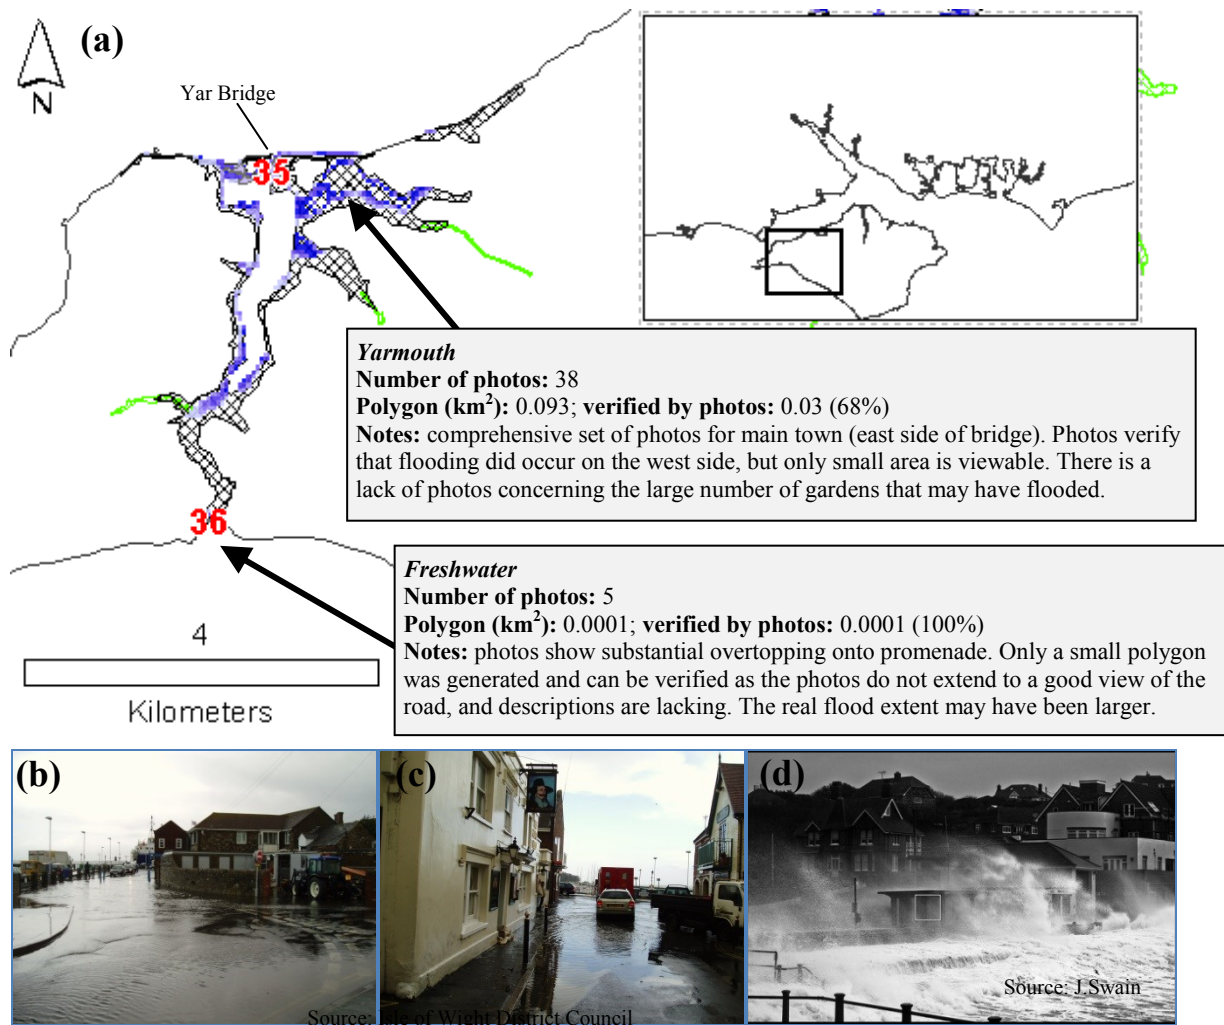 (a)
N
Yar Bridge
35
36
Yarmouth
Number of photos: 38
Polygon (km²): 0.093; verified by photos: 0.03 (68%)
Notes: comprehensive set of photos for main town (east side of bridge). Photos verify
that flooding did occur on the west side, but only small area is viewable. There is a
lack of photos concerning the large number of gardens that may have flooded.
Freshwater
Number of photos: 5
Polygon (km²): 0.0001; verified by photos: 0.0001 (100%)
Notes: photos show substantial overtopping onto promenade. Only a small polygon
was generated and can be verified as the photos do not extend to a good view of the
road, and descriptions are lacking. The real flood extent may have been larger.
4
Kilometers
(b)
(c)
(d)
Source: Isle of Wight District Council
Source: J.Swain